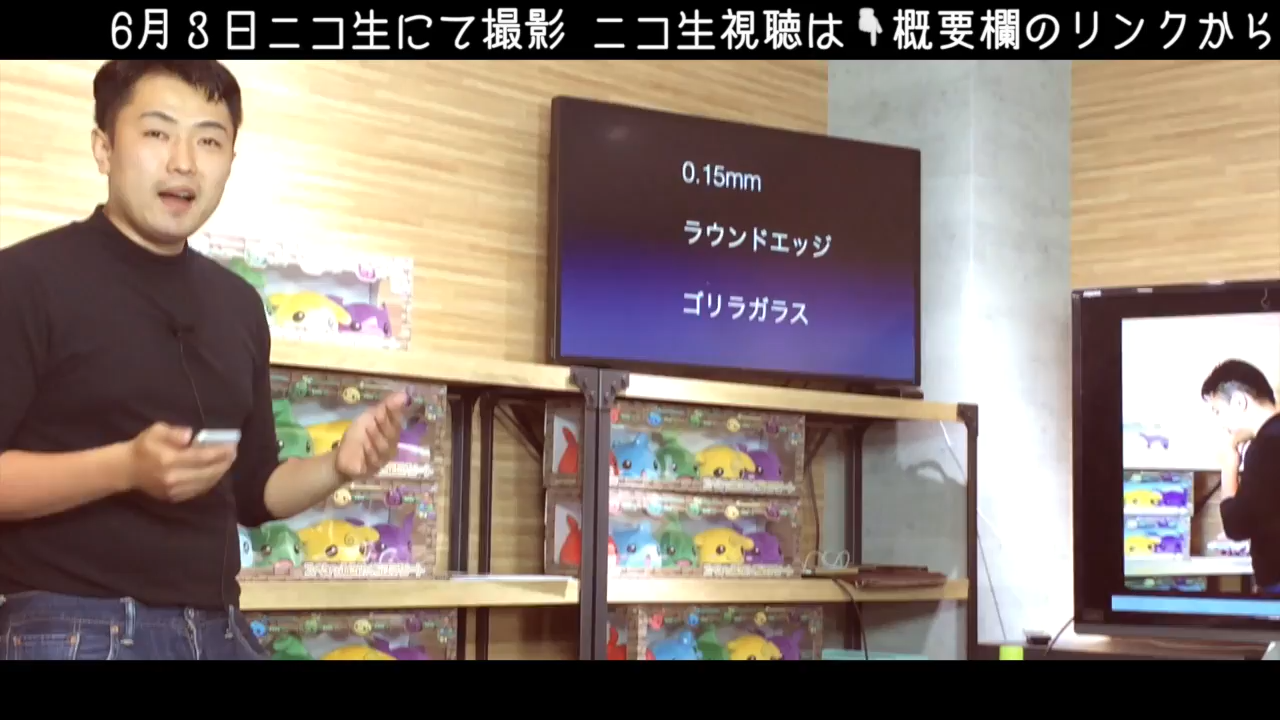 6月3日ニコ生にて撮影 ニコ生視聴は👇概要欄のリンクから
0.15mm
ラウンドエッジ
ゴリラガラス